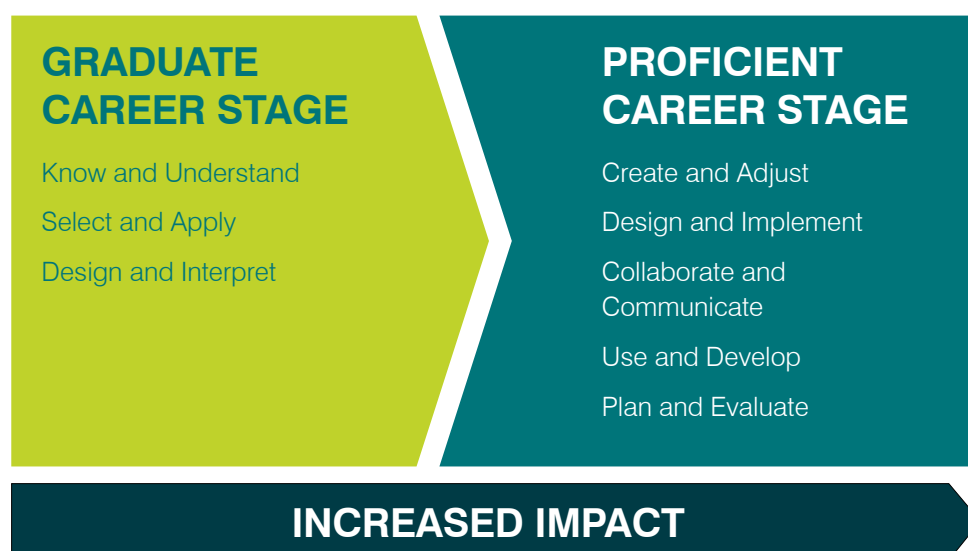 GRADUATE
CAREER STAGE
Know and Understand
Select and Apply
Design and Interpret
PROFICIENT
CAREER STAGE
Create and Adjust
Design and Implement
Collaborate and
Communicate
Use and Develop
Plan and Evaluate
INCREASED IMPACT